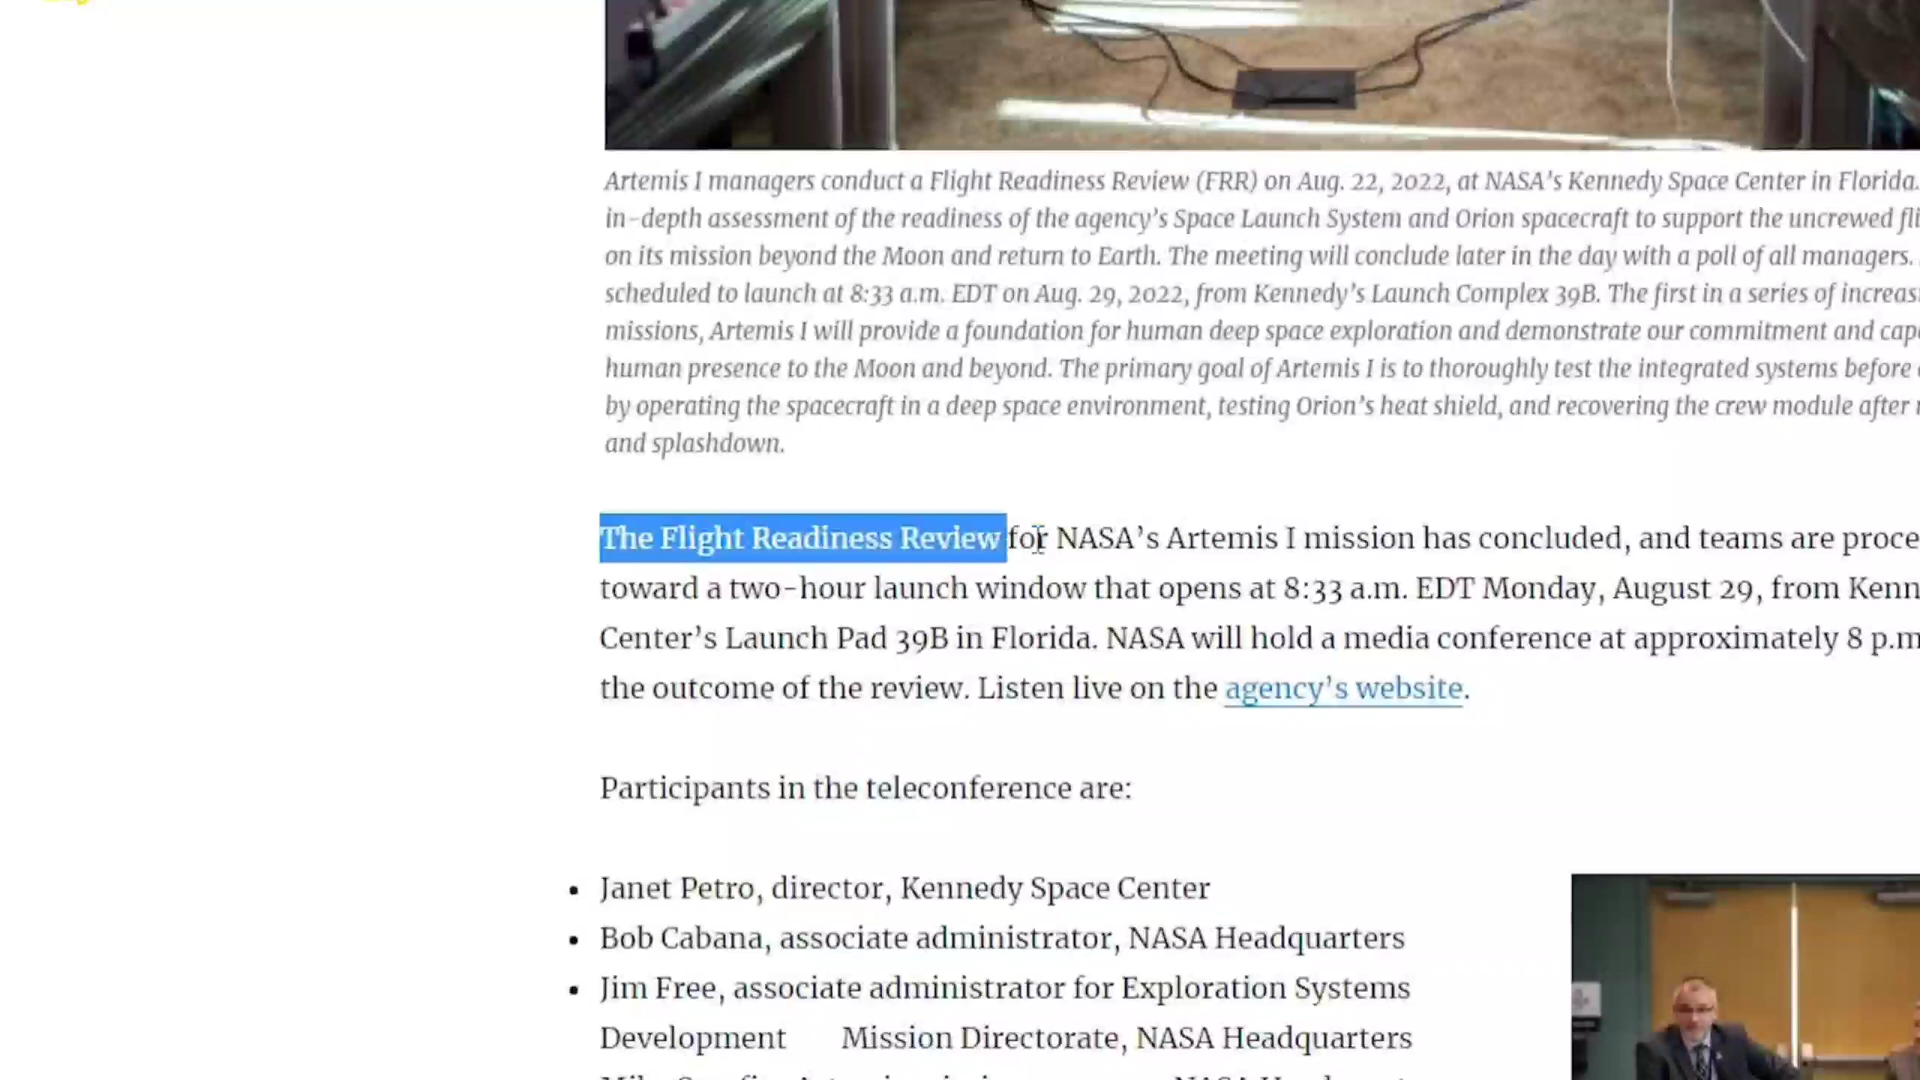 Artemis I managers conduct a Flight Readiness Review (FRR) on Aug. 22, 2022, at NASA’s Kennedy Space Center in Florida.
in-depth assessment of the readiness of the agency’s Space Launch System and Orion spacecraft to support the uncrewed
on its mission beyond the Moon and return to Earth. The meeting will conclude later in the day with a poll of all managers.
scheduled to launch at 8:33 a.m. EDT on Aug. 29, 2022, from Kennedy’s Launch Complex 39B. The first in a series of
missions, Artemis I will provide a foundation for human deep space exploration and demonstrate our commitment and
human presence to the Moon and beyond. The primary goal of Artemis I is to thoroughly test the integrated systems before
by operating the spacecraft in a deep space environment, testing Orion’s heat shield, and recovering the crew module after
and splashdown.
The Flight Readiness Review for NASA’s Artemis I mission has concluded, and teams are
toward a two-hour launch window that opens at 8:33 a.m. EDT Monday, August 29, from
Center’s Launch Pad 39B in Florida. NASA will hold a media conference at approximately 8 p.m
the outcome of the review. Listen live on the agency’s website.
Participants in the teleconference are:
• Janet Petro, director, Kennedy Space Center
• Bob Cabana, associate administrator, NASA Headquarters
• Jim Free, associate administrator for Exploration Systems
Development Mission Directorate, NASA Headquarters